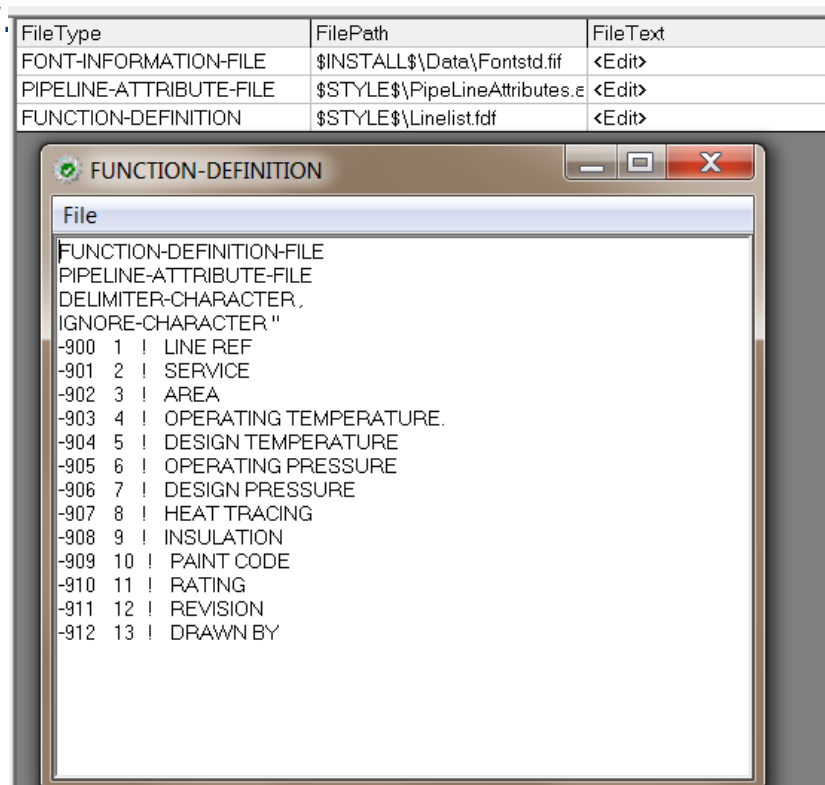 FileType FilePath FileText
FONT-INFORMATION-FILE $INSTALL$\Data\Fontstd.fif <Edit>
PIPELINE-ATTRIBUTE-FILE $STYLE$\PipeLineAttributes.e <Edit>
FUNCTION-DEFINITION $STYLE$\Linelist.fdf <Edit>
FUNCTION-DEFINITION
File
FUNCTION-DEFINITION-FILE
PIPELINE-ATTRIBUTE-FILE
DELIMITER-CHARACTER ,
IGNORE-CHARACTER "
-900 1 ! LINE REF
-901 2 ! SERVICE
-902 3 ! AREA
-903 4 ! OPERATING TEMPERATURE.
-904 5 ! DESIGN TEMPERATURE
-905 6 ! OPERATING PRESSURE
-906 7 ! DESIGN PRESSURE
-907 8 ! HEAT TRACING
-908 9 ! INSULATION
-909 10 ! PAINT CODE
-910 11 ! RATING
-911 12 ! REVISION
-912 13 ! DRAWN BY